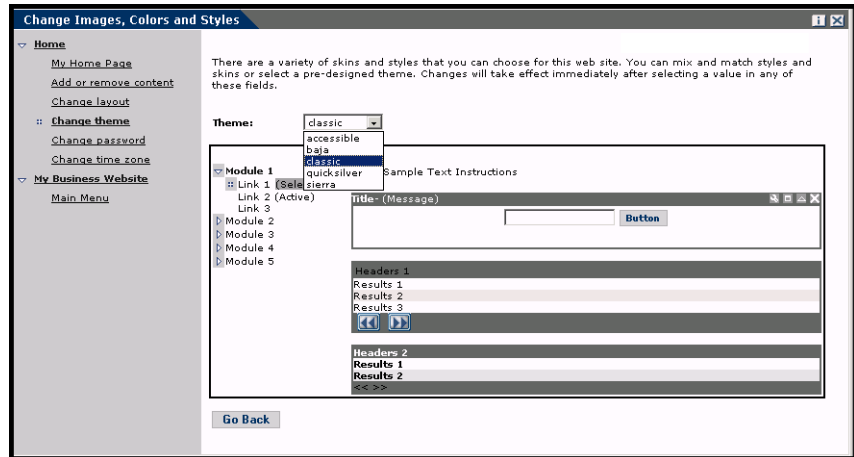 Change Images, Colors and Styles
Home
My Home Page
Add or remove content
Change layout
Change theme
Change password
Change time zone
My Business Website
Main Menu
There are a variety of skins and styles that you can choose for this web site. You can mix and match styles and
skins or select a pre-designed theme. Changes will take effect immediately after selecting a value in any of
these fields.
Theme: classic
accessible
baja
classic
quicksilver
sierra
Module 1
Link 1 (Sele
Link 2 (Active)
Link 3
Module 2
Module 3
Module 4
Module 5
Sample Text Instructions
Title- (Message)
Button
Headers 1
Results 1
Results 2
Results 3
Headers 2
Results 1
Results 2
<< >>
Go Back